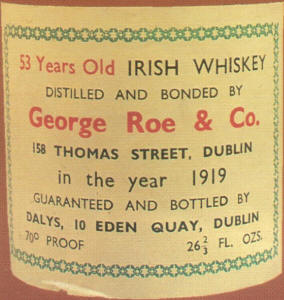 53 Years Old IRISH WHISKEY
DISTILLED AND BONDED BY
George Roe & Co.
158 THOMAS STREET, DUBLIN
in the year 1919
GUARANTEED AND BOTTLED BY
DALYS, 10 EDEN QUAY, DUBLIN
70º PROOF 26⅔ FL. OZS.